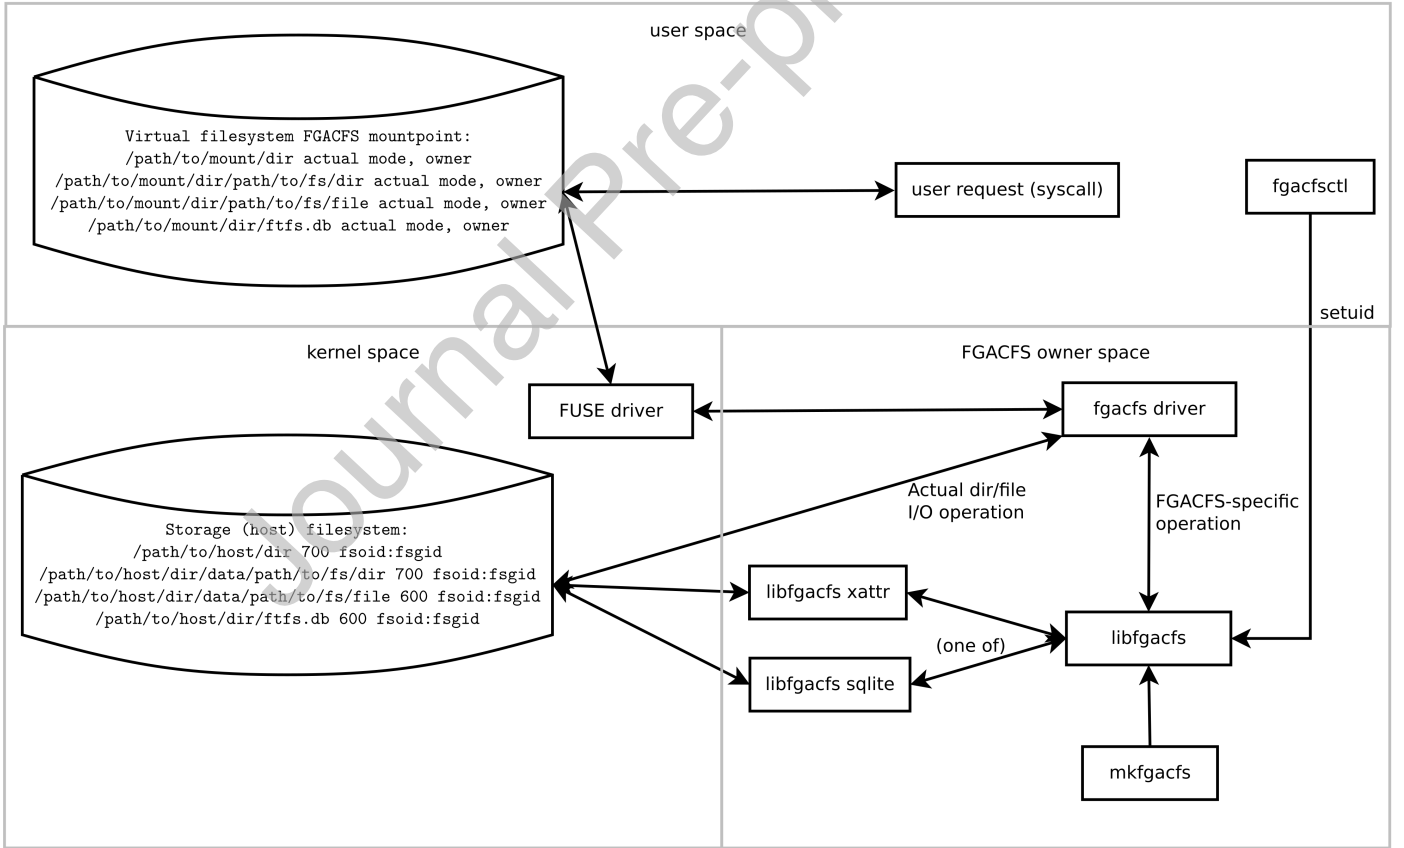 user space
Virtual filesystem FGACFS mountpoint:
/path/to/mount/dir actual mode, owner
/path/to/mount/dir/path/to/fs/dir actual mode, owner
/path/to/mount/dir/path/to/fs/file actual mode, owner
/path/to/mount/dir/ftfs.db actual mode, owner
user request (syscall)
fgacfsctl
setuid
kernel space
FGACFS owner space
FUSE driver
fgacfs driver
Actual dir/file
I/O operation
FGACFS-specific
operation
Storage (host) filesystem:
/path/to/host/dir 700 fsoid:fsgid
/path/to/host/dir/data/path/to/fs/dir 700 fsoid:fsgid
/path/to/host/dir/data/path/to/fs/file 600 fsoid:fsgid
/path/to/host/dir/ftfs.db 600 fsoid:fsgid
libfgacfs xattr
(one of)
libfgacfs
libfgacfs sqlite
mkfgacfs
Journal Pre-p